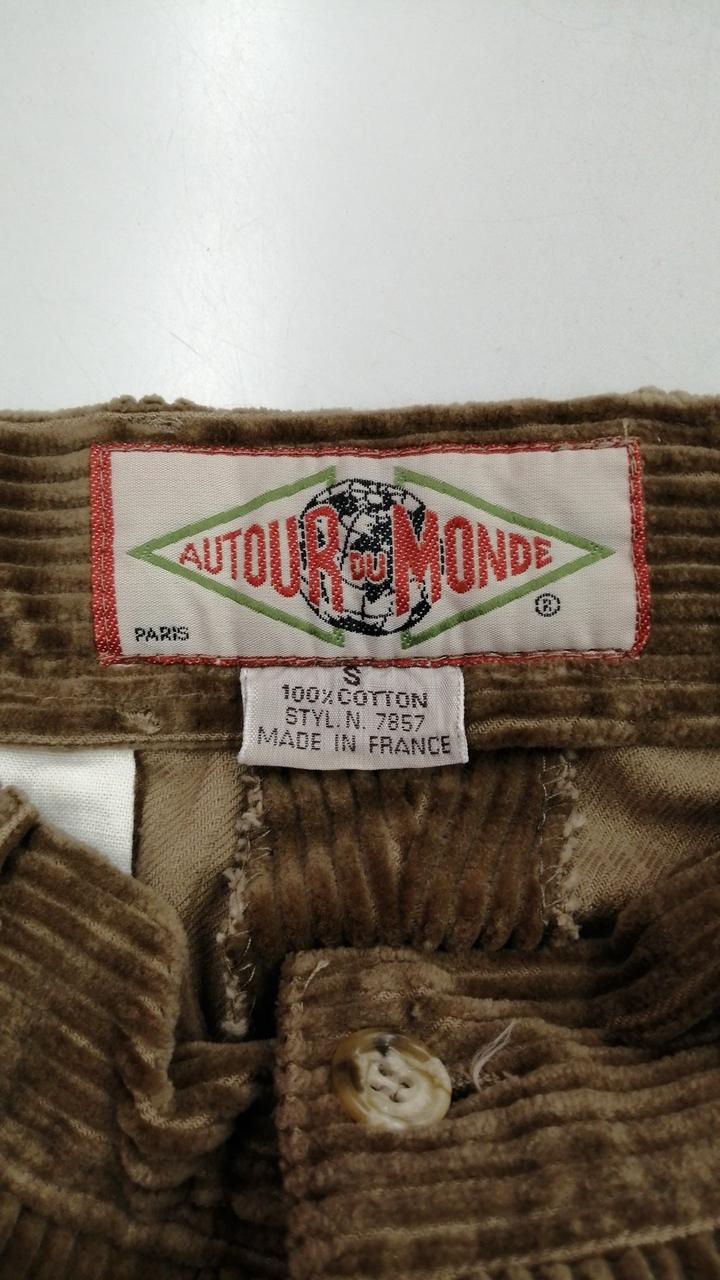 AUTOUR DU MONDE
®
PARIS
S
100% COTTON
STYL. N. 7857
MADE IN FRANCE